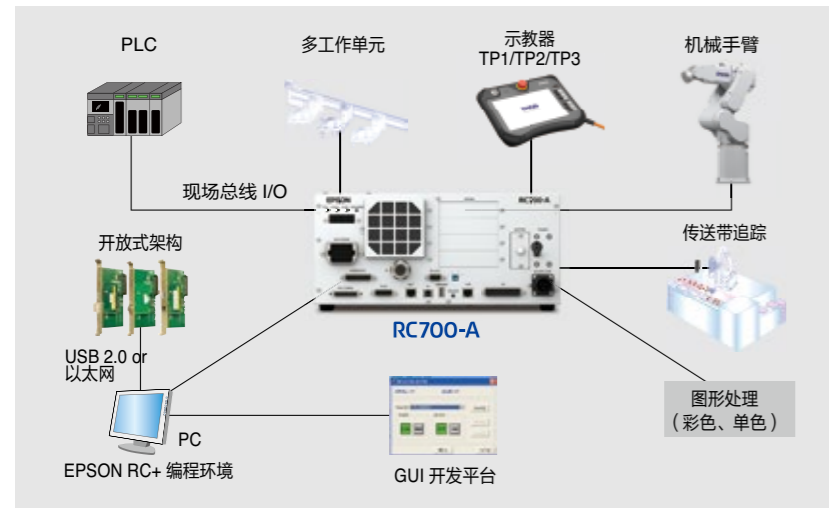 PLC
多工作单元
示教器
TP1/TP2/TP3
机械手臂
现场总线 I/O
EPSON
RC700-A
开放式架构
传送带追踪
RC700-A
USB 2.0 or
以太网
PC
EPSON RC+ 编程环境
GUI 开发平台
图形处理
（彩色、单色）